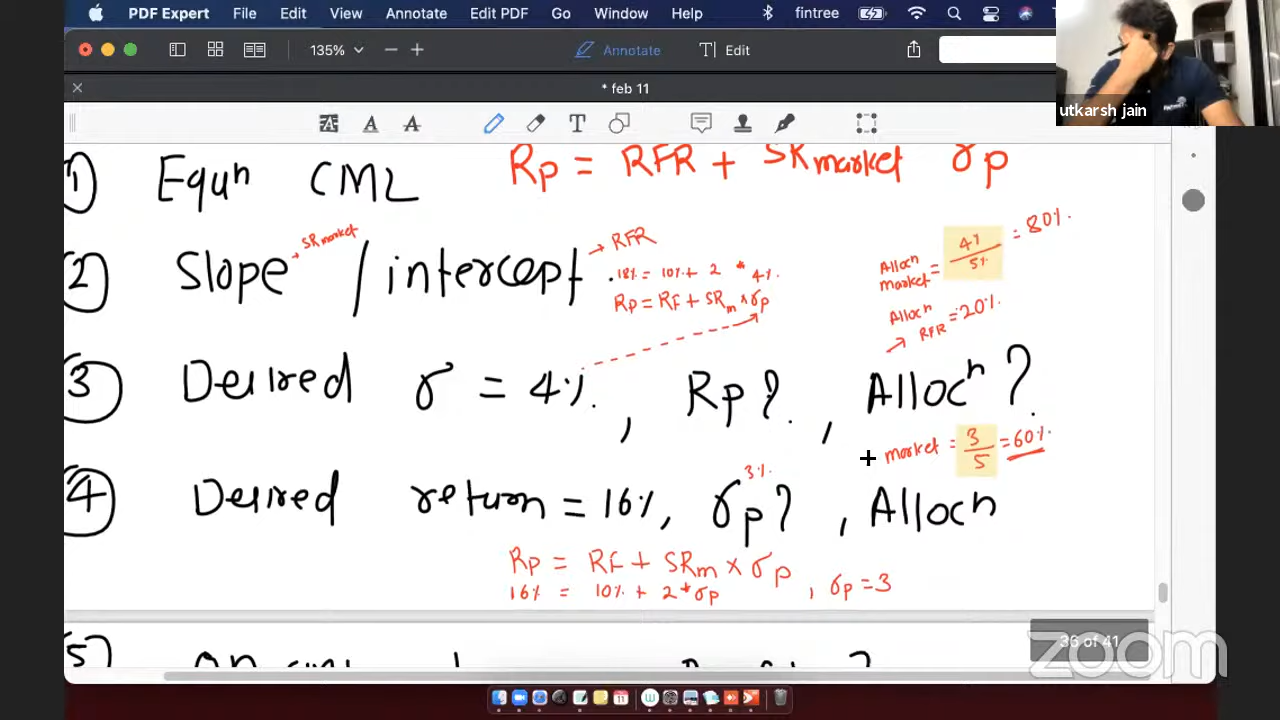 PDF Expert File Edit View Annotate Edit PDF Go Window Help fintree
135% Annotate Edit
* feb 11
utkarsh jain
1 Equⁿ CML Rp = RFR + SRmarket σp
2 Slope / intercept
SRmarket
RFR
18% = 10% + 2 * 4%.
Rp = RF + SRm × σp
Allocⁿ market = 4% / 5% = 80%.
Allocⁿ RFR = 20%.
3 Desired σ = 4%, Rp?, Allocⁿ?
market = 3/5 = 60%.
4 Desired return = 16%, σp?, Allocⁿ
3%.
Rp = RF + SRm × σp
16% = 10% + 2 * σp, σp = 3
5
36 of 41
zoom